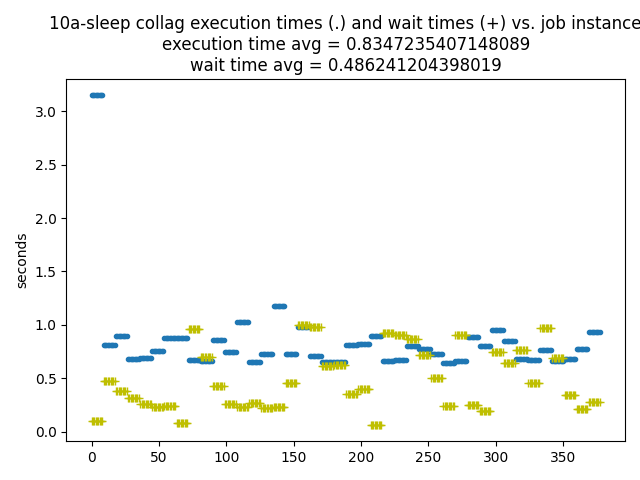 10a-sleep collag execution times (.) and wait times (+) vs. job instance
execution time avg = 0.8347235407148089
wait time avg = 0.486241204398019
3.0
2.5
2.0
1.5
1.0
0.5
0.0
seconds
0 50 100 150 200 250 300 350